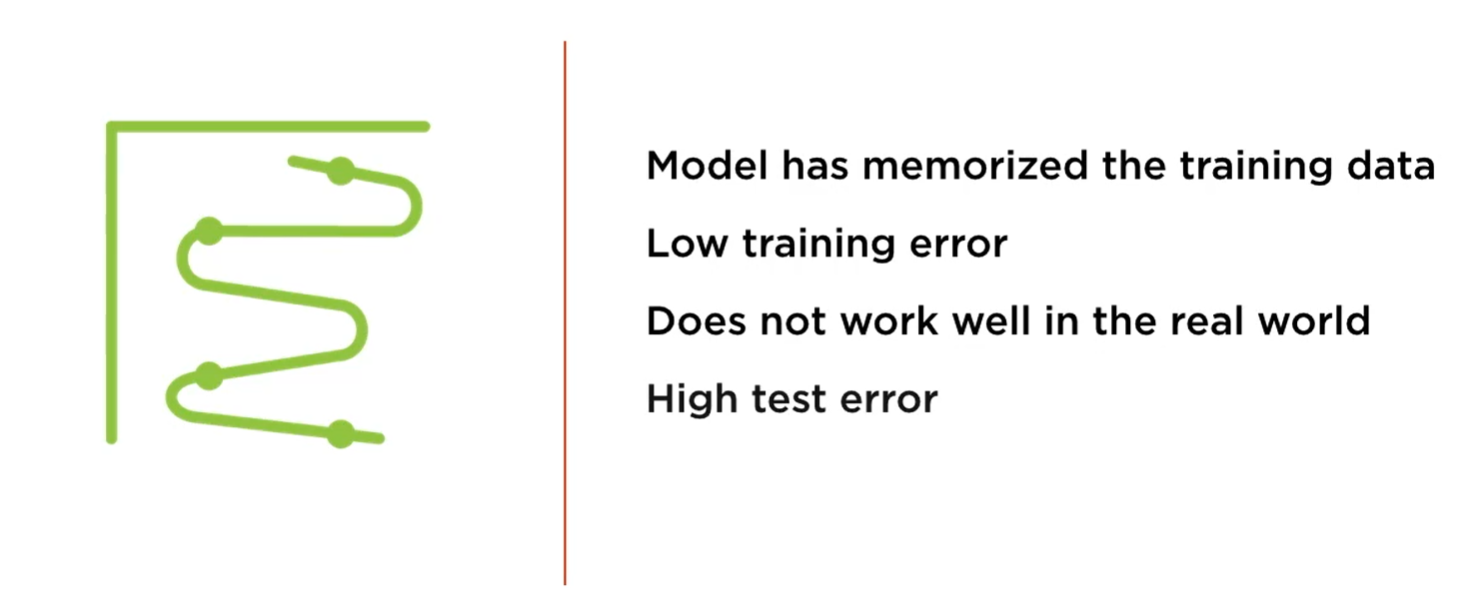 Model has memorized the training data
Low training error
Does not work well in the real world
High test error